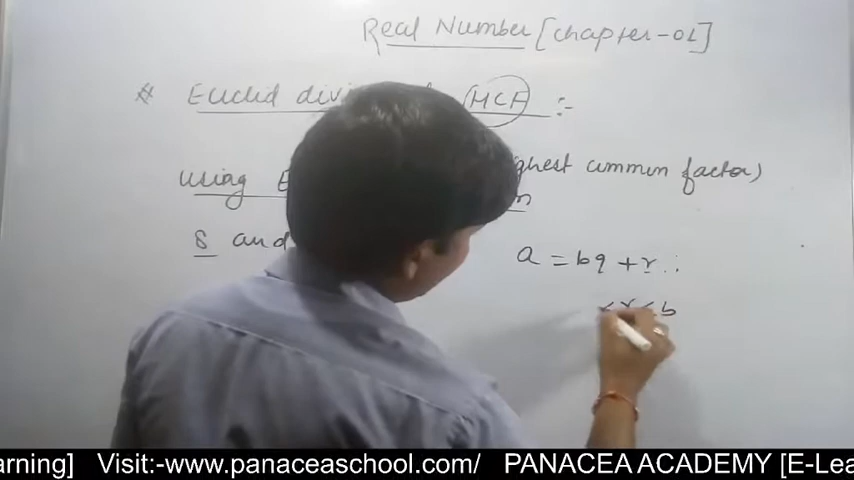 Real Number [chapter-01]
# Euclid HCF :-
using highest common factor)
8 and a = bq + r .:
< r < b
arning] Visit:-www.panaceaschool.com/ PANACEA ACADEMY [E-Lea